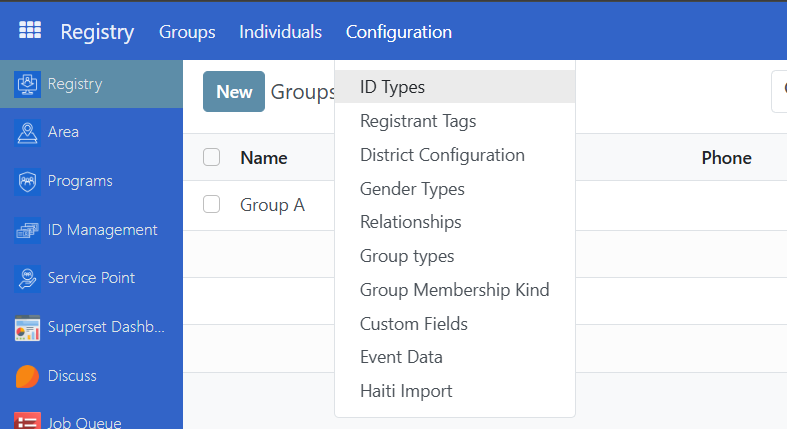 Registry Groups Individuals Configuration
Registry
Area
Programs
ID Management
Service Point
Superset Dashb...
Discuss
Job Queue
New Groups
Name Phone
Group A
ID Types
Registrant Tags
District Configuration
Gender Types
Relationships
Group types
Group Membership Kind
Custom Fields
Event Data
Haiti Import